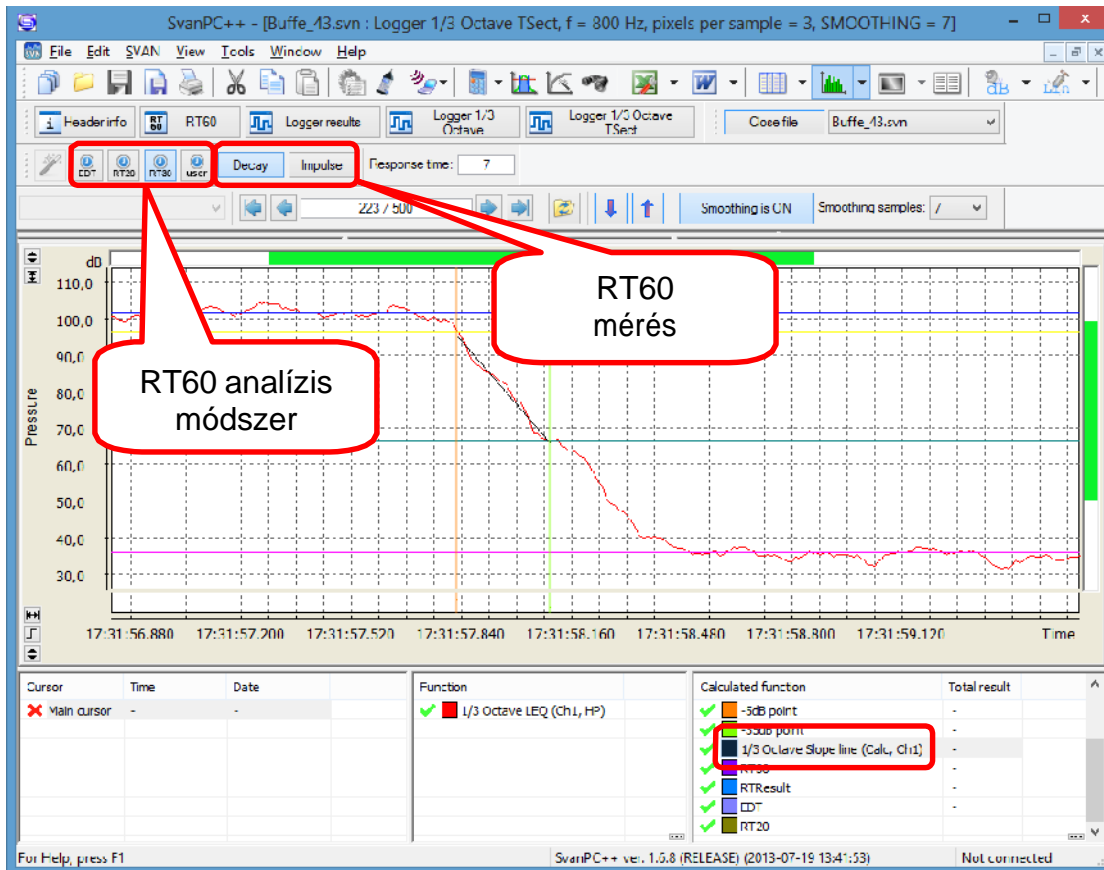 SvanPC++ - [Buffe_43.svn : Logger 1/3 Octave TSect, f = 800 Hz, pixels per sample = 3, SMOOTHING = 7]
File Edit SVAN View Tools Window Help
Header info RT60 Logger results Logger 1/3 Octave Logger 1/3 Octave TSect Close file Buffe_43.svn
EDT RT20 RT30 user Decay Impulse Response time: 7
223 / 500 Smoothing is ON Smoothing samples: 7
RT60
mérés
RT60 analízis
módszer
dB
110,0
100,0
90,0
80,0
70,0
60,0
50,0
40,0
30,0
Pressure
17:31:56.880 17:31:57.200 17:31:57.520 17:31:57.840 17:31:58.160 17:31:58.480 17:31:58.800 17:31:59.120 Time
Cursor Time Date
Main cursor - -
Function
1/3 Octave LEQ (Ch1, HP)
Calculated function Total result
-5dB point -
-35dB point -
1/3 Octave Slope line (Calc, Ch1) -
RT30 -
RTResult -
EDT -
RT20
For Help, press F1 SvanPC++ ver. 1.5.8 (RELEASE) (2013-07-19 13:41:53) Not connected